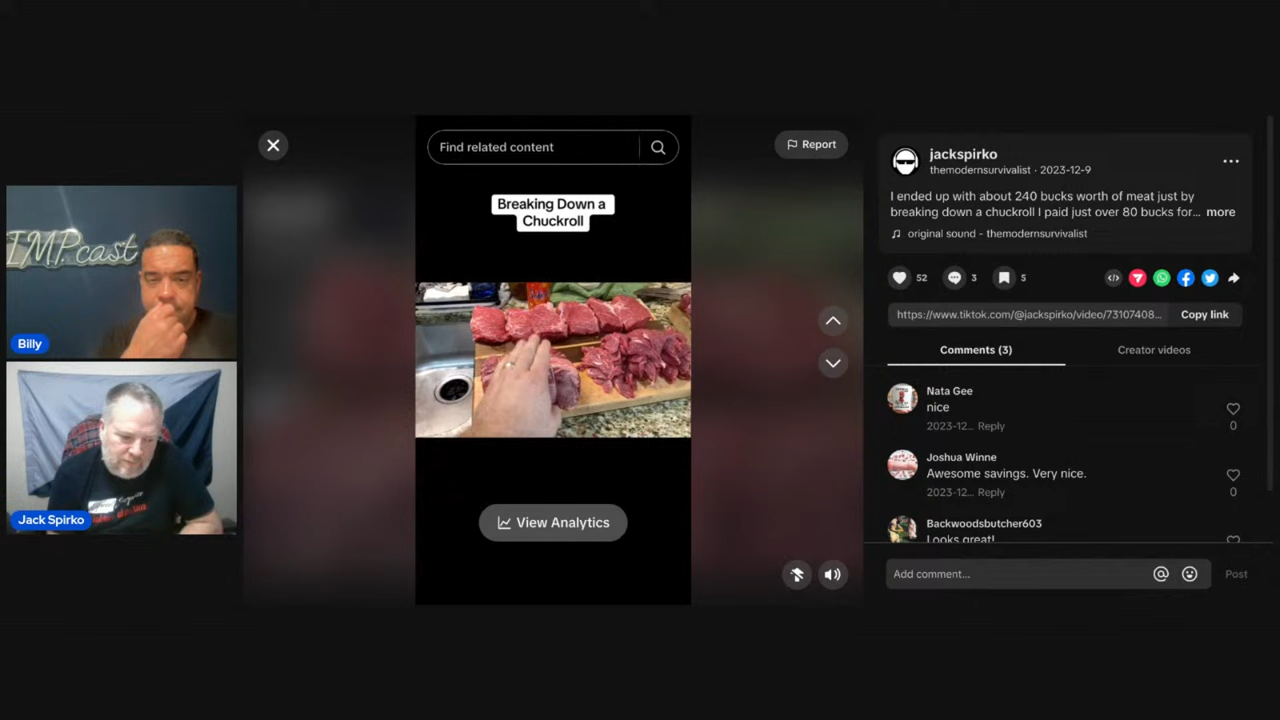 IMP.cast
Billy
Jack Spirko
Find related content
Report
Breaking Down a
Chuckroll
View Analytics
jackspirko
themodernsurvivalist · 2023-12-9
I ended up with about 240 bucks worth of meat just by
breaking down a chuckroll I paid just over 80 bucks for... more
original sound - themodernsurvivalist
52
3
5
https://www.tiktok.com/@jackspirko/video/73107408...
Copy link
Comments (3)
Creator videos
Nata Gee
nice
2023-12... Reply
0
Joshua Winne
Awesome savings. Very nice.
2023-12... Reply
0
Backwoodsbutcher603
Looks great!
Add comment...
Post